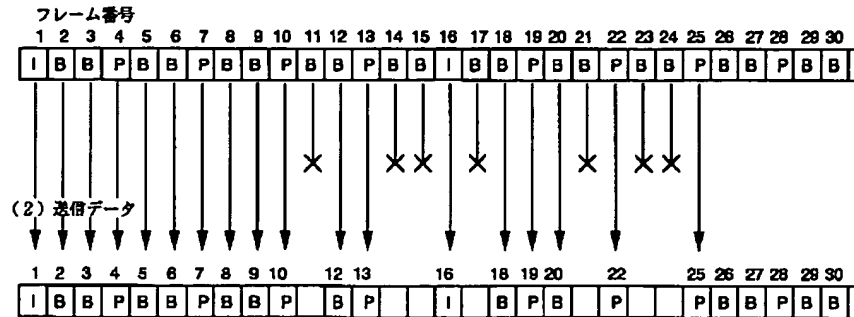 フレーム番号
1 2 3 4 5 6 7 8 9 10 11 12 13 14 15 16 17 18 19 20 21 22 23 24 25 26 27 28 29 30
I B B P B B P B B P B B P B B I B B P B B P B B P B B P B B
(2) 送信データ
1 2 3 4 5 6 7 8 9 10 12 13 16 18 19 20 22 25 26 27 28 29 30
I B B P B B P B B P B P I B P B P P B B P B B